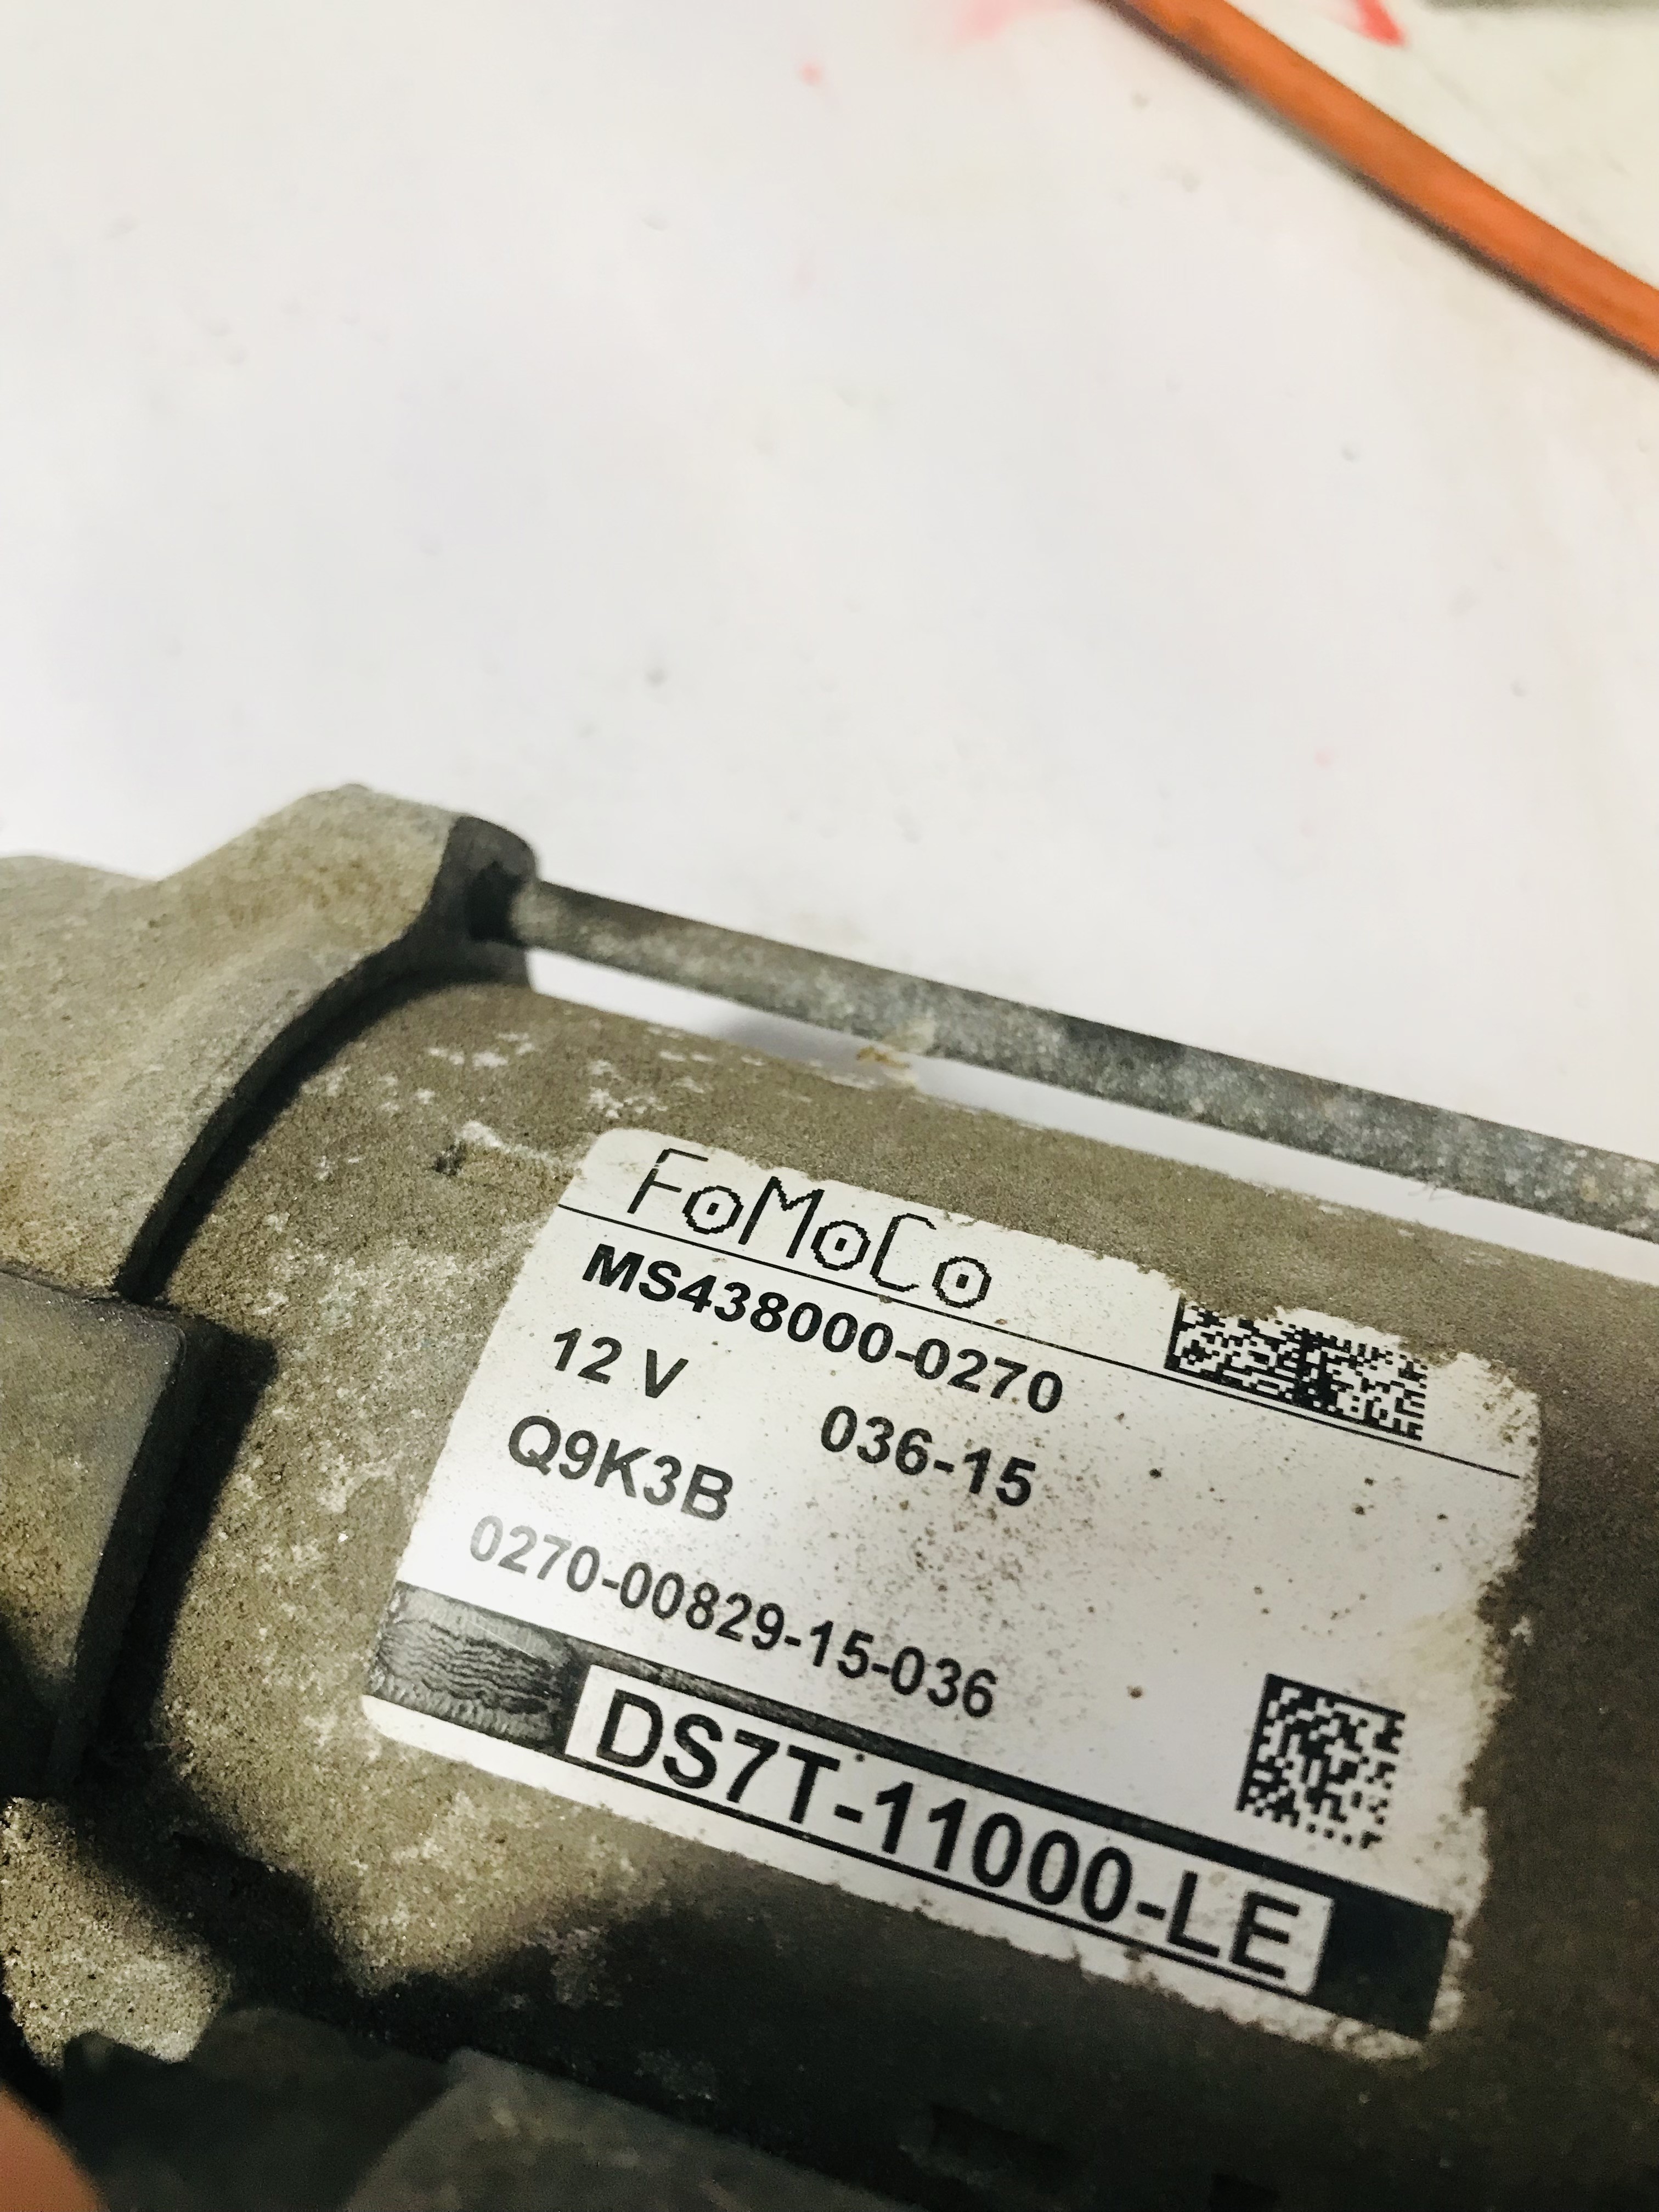 FoMoCo
MS438000-0270
12 V 036-15
Q9K3B
0270-00829-15-036
DS7T-11000-LE